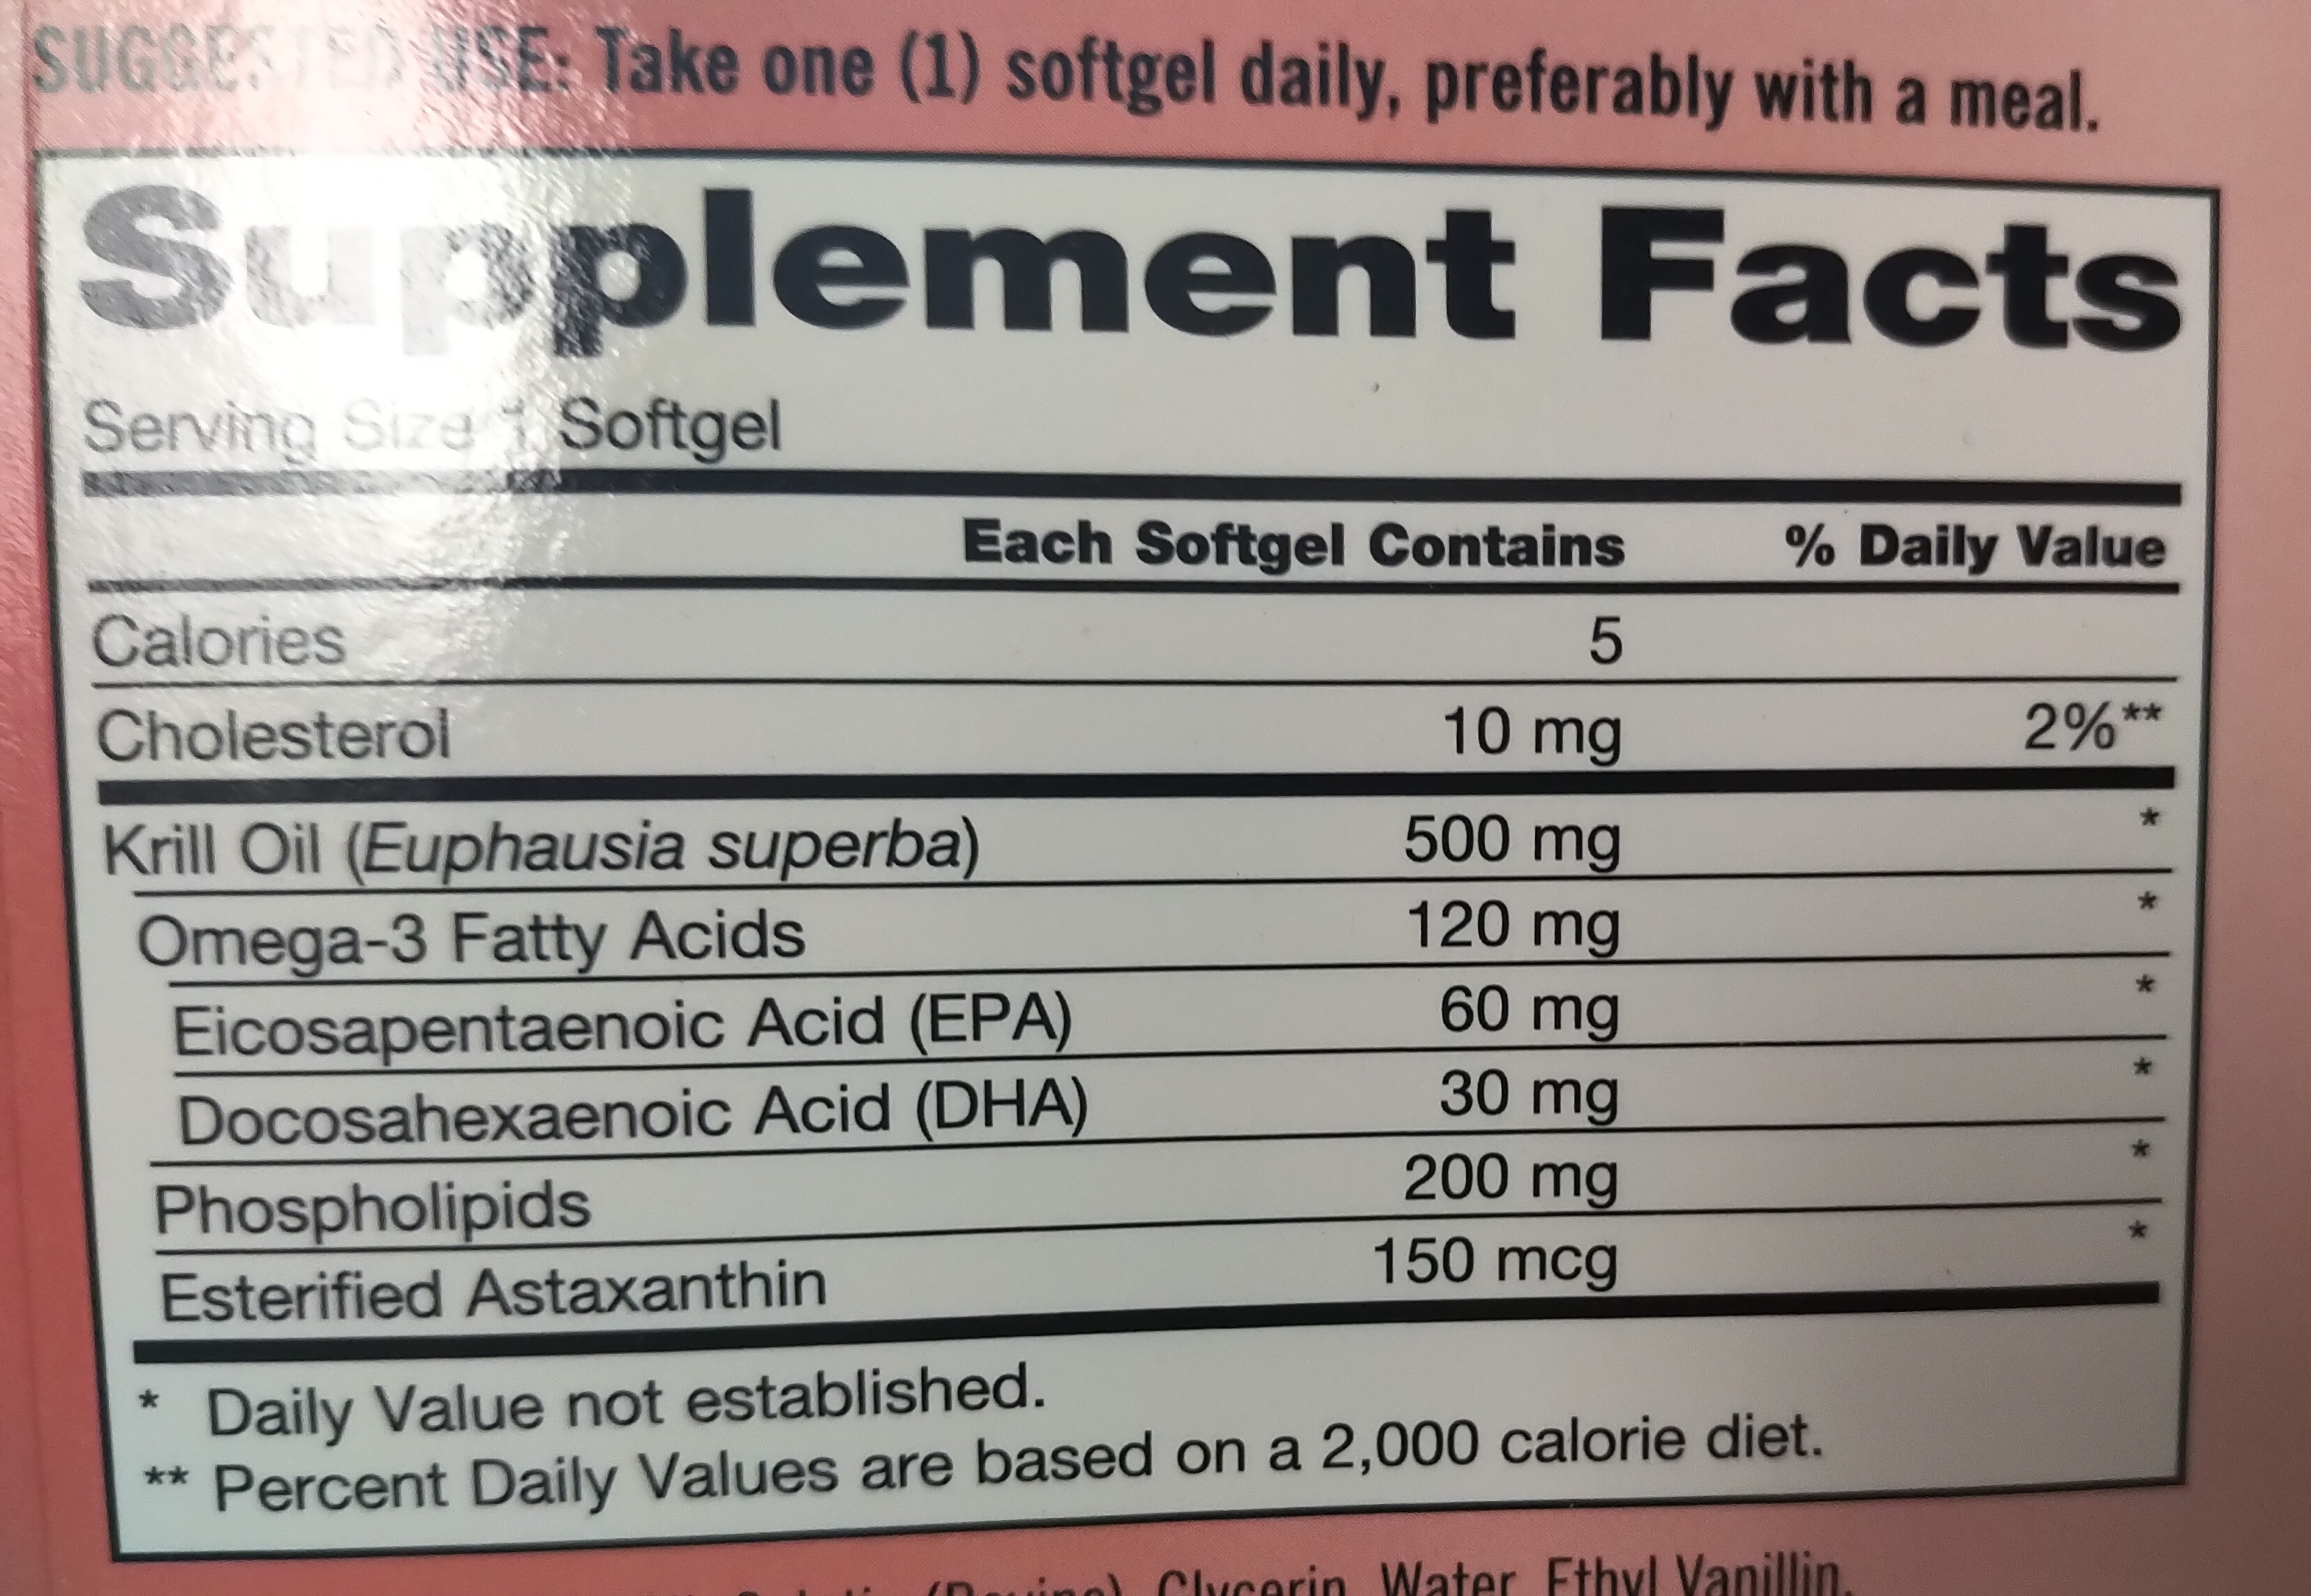 SUGGESTED USE: Take one (1) softgel daily, preferably with a meal.
Supplement Facts
Serving Size 1 Softgel
Each Softgel Contains % Daily Value
Calories 5
Cholesterol 10 mg 2%**
Krill Oil (Euphausia superba) 500 mg *
Omega-3 Fatty Acids 120 mg *
Eicosapentaenoic Acid (EPA) 60 mg *
Docosahexaenoic Acid (DHA) 30 mg *
Phospholipids 200 mg *
Esterified Astaxanthin 150 mcg *
* Daily Value not established.
** Percent Daily Values are based on a 2,000 calorie diet.
(Bovine), Glycerin, Water, Ethyl Vanillin.